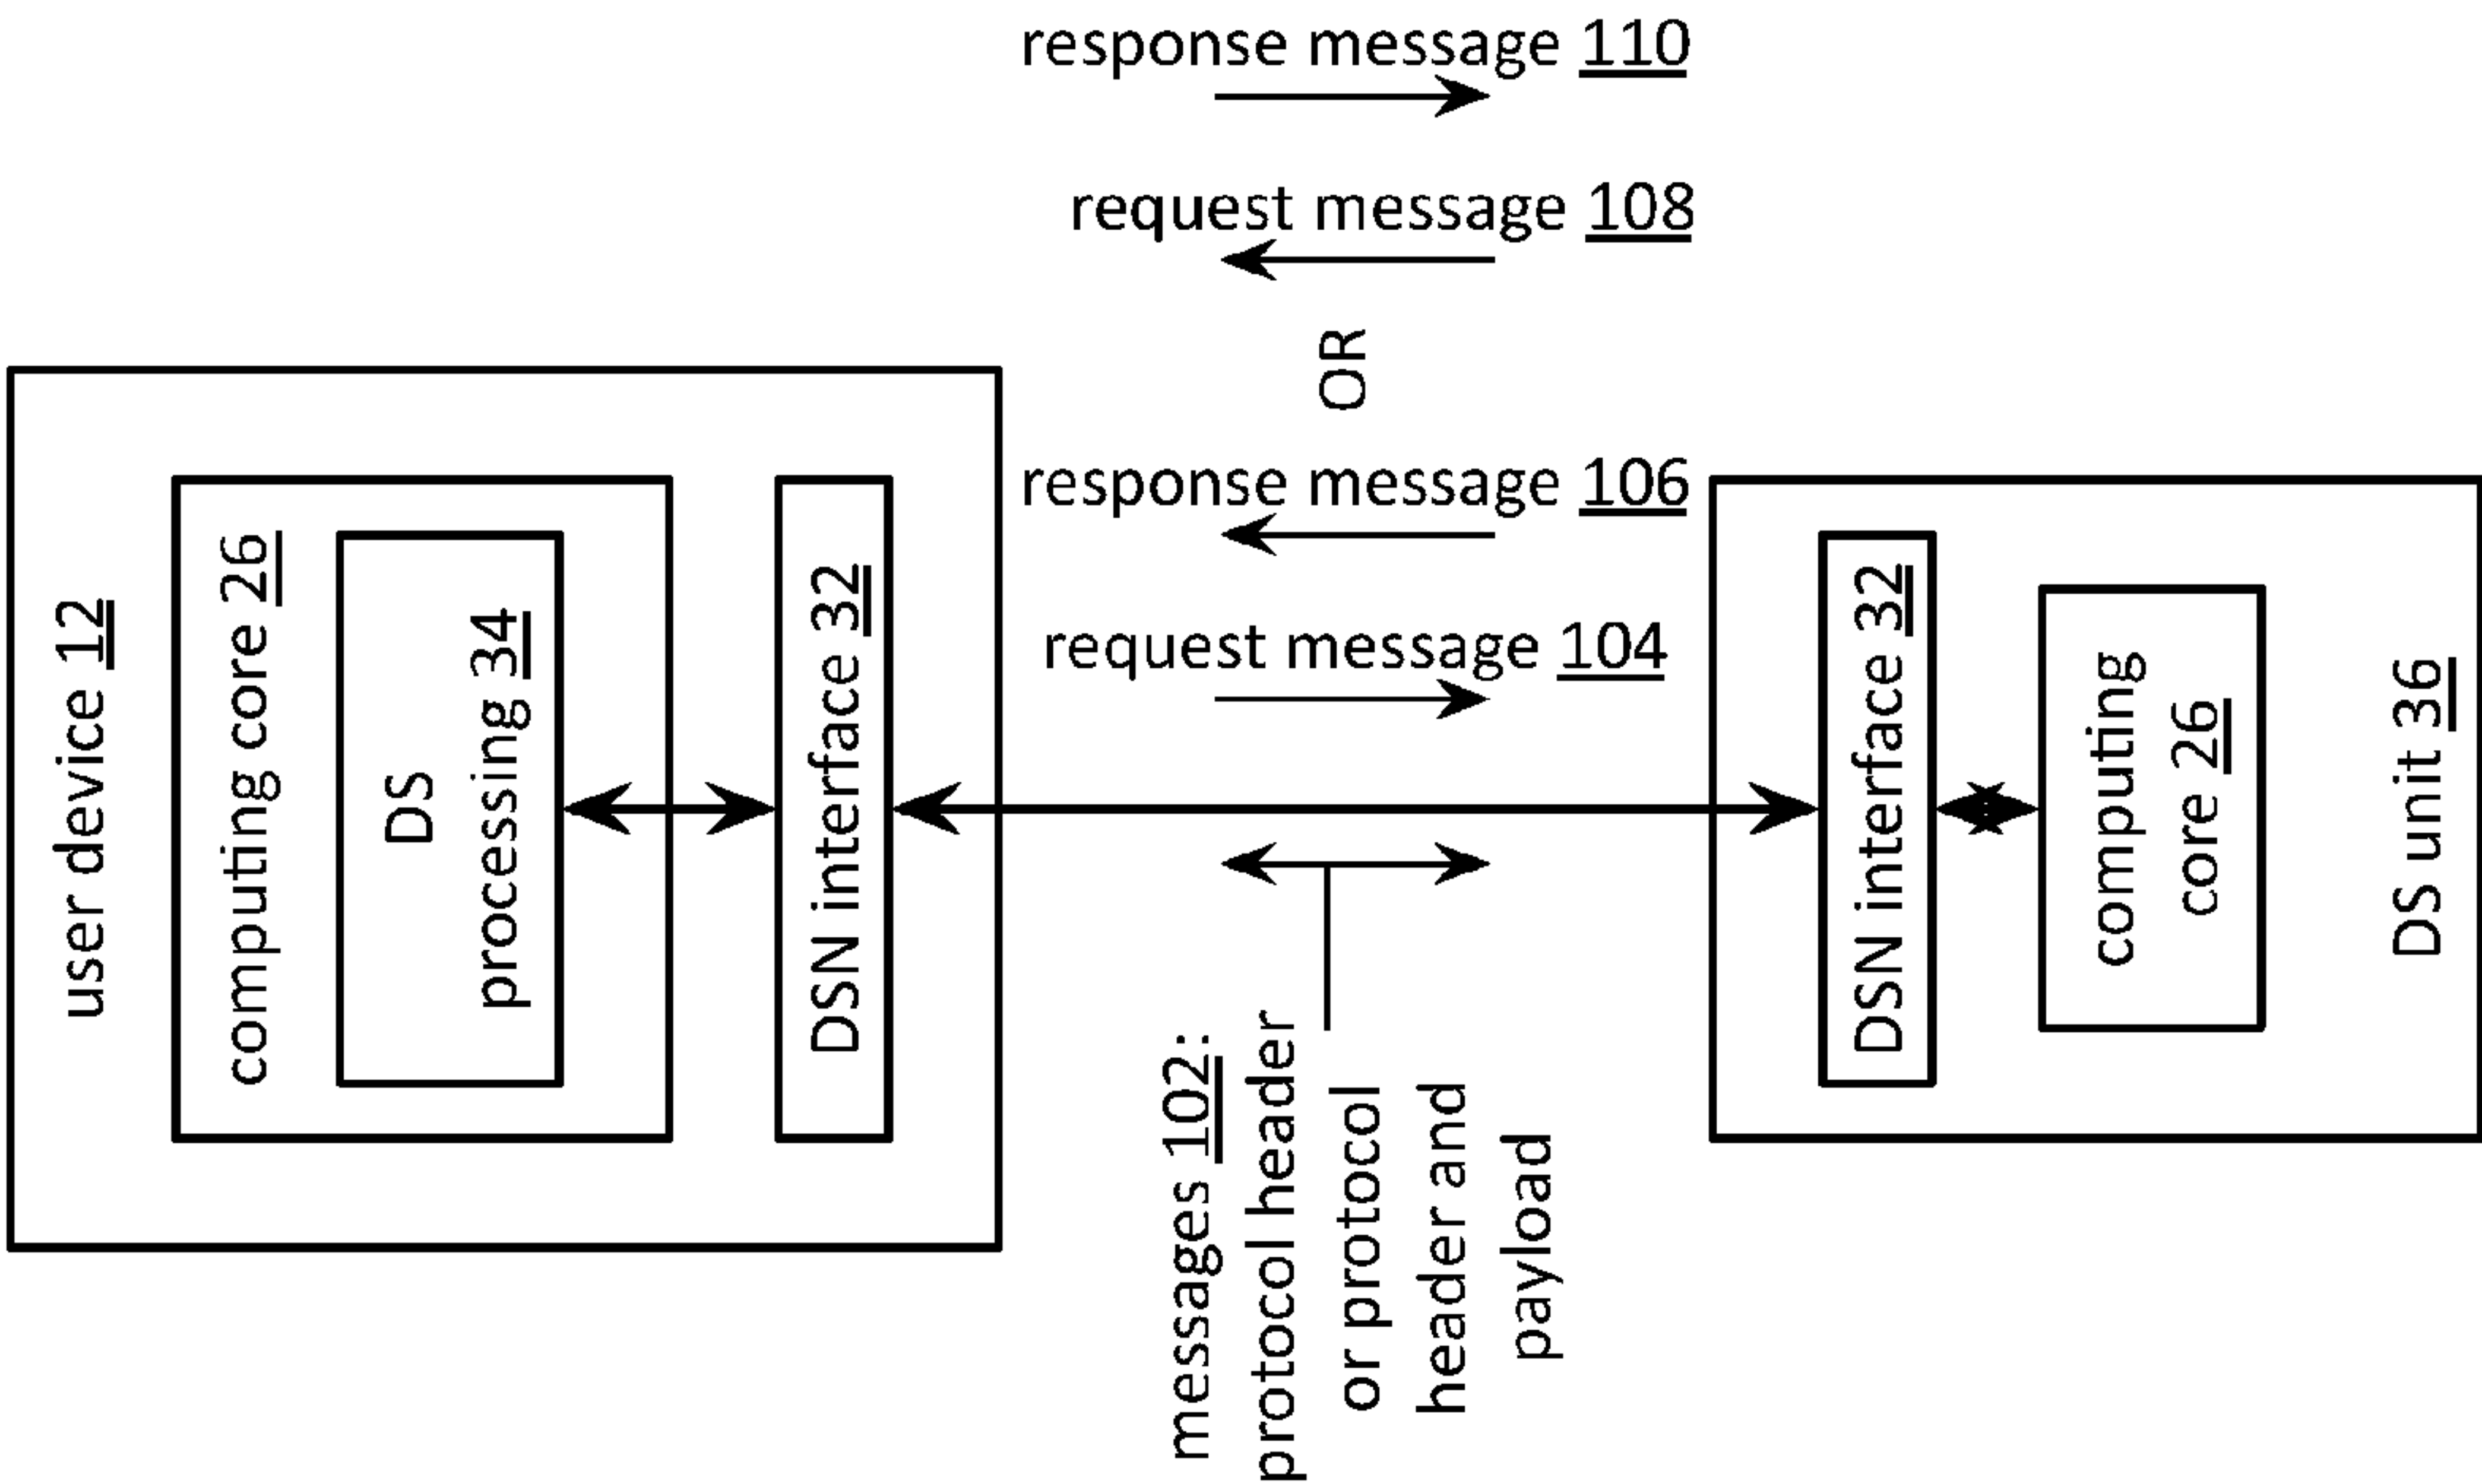 response message 110
request message 108
OR
response message 106
request message 104
user device 12
computing core 26
DS
processing 34
DSN interface 32
messages 102:
protocol header
or protocol
header and
payload
DSN interface 32
computing
core 26
DS unit 36